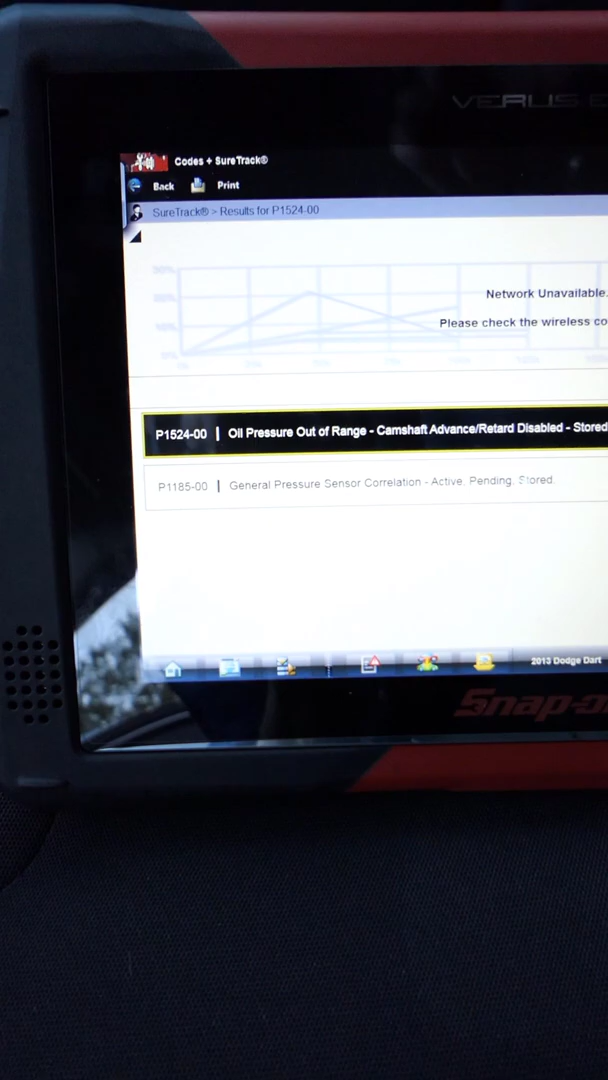 VERUS
Codes + SureTrack®
Back Print
SureTrack® > Results for P1524-00
Network Unavailable.
Please check the wireless co
P1524-00 | Oil Pressure Out of Range - Camshaft Advance/Retard Disabled - Stored
P1185-00 | General Pressure Sensor Correlation - Active, Pending, Stored.
2013 Dodge Dart
Snap-o